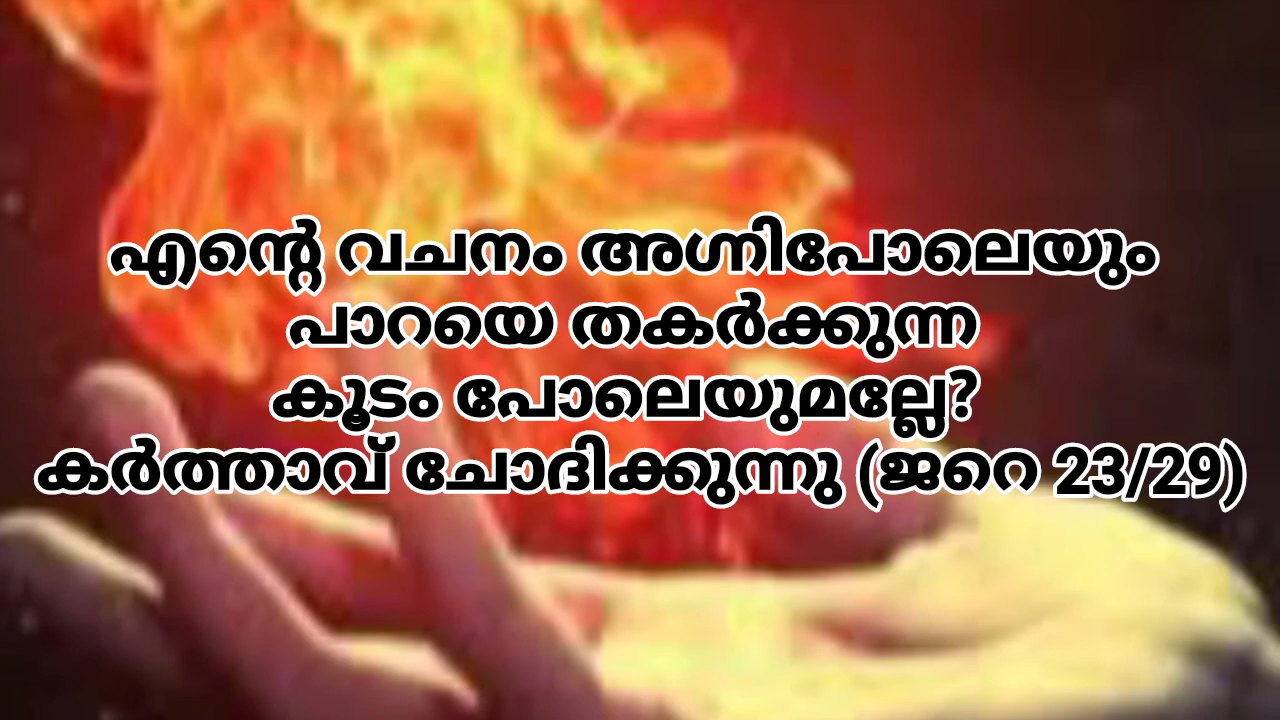 എന്റെ വചനം അഗ്നിപോലെയും
പാറയെ തകർക്കുന്ന
കൂടം പോലെയുമല്ലേ?
കർത്താവ് ചോദിക്കുന്നു (ജറെ 23/29)